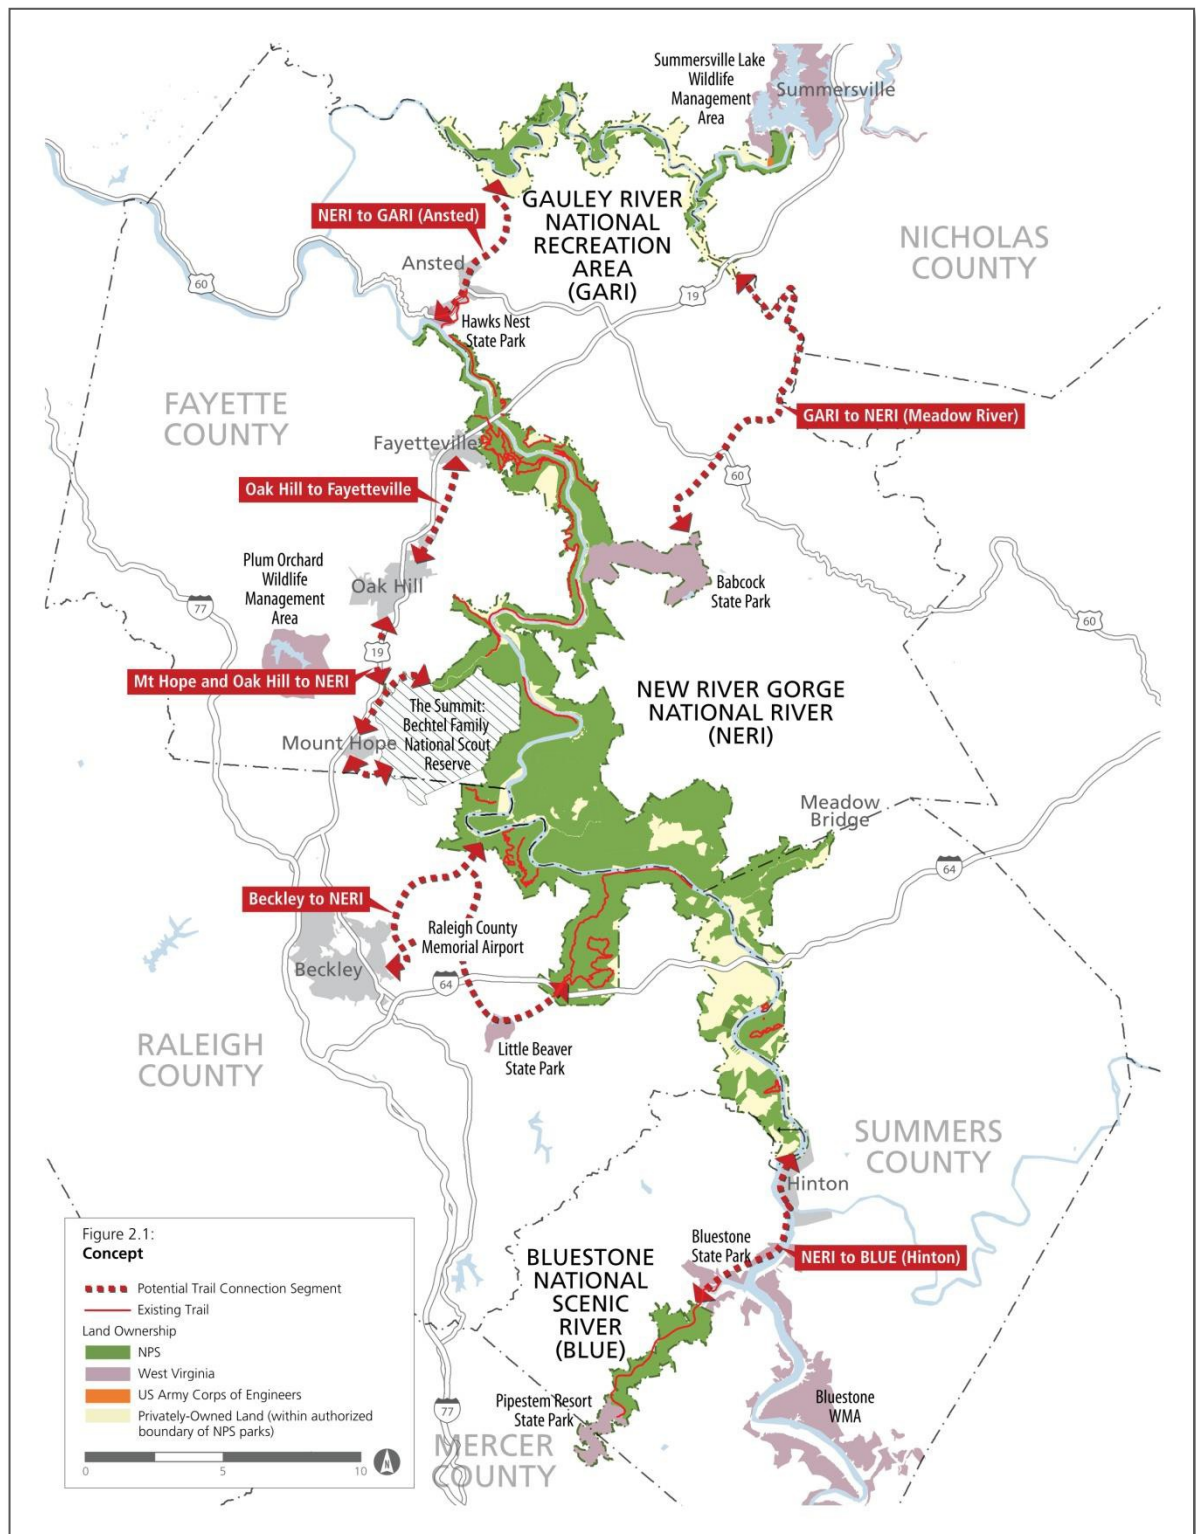 Summersville Lake
Wildlife
Management
Area
Summersville
NERI to GARI (Ansted)
GAULEY RIVER
NATIONAL
RECREATION
AREA
(GARI)
NICHOLAS
COUNTY
Ansted
60
19
Hawks Nest
State Park
FAYETTE
COUNTY
GARI to NERI (Meadow River)
Fayetteville
60
Oak Hill to Fayetteville
Plum Orchard
Wildlife
Management
Area
Oak Hill
Babcock
State Park
77
60
19
Mt Hope and Oak Hill to NERI
NEW RIVER GORGE
NATIONAL RIVER
(NERI)
The Summit:
Bechtel Family
National Scout
Reserve
Mount Hope
Meadow
Bridge
64
Beckley to NERI
Raleigh County
Memorial Airport
Beckley
64
RALEIGH
COUNTY
Little Beaver
State Park
SUMMERS
COUNTY
Hinton
Bluestone
State Park
NERI to BLUE (Hinton)
BLUESTONE
NATIONAL
SCENIC
RIVER
(BLUE)
Pipestem Resort
State Park
Bluestone
WMA
77
MERCER
COUNTY
Figure 2.1:
Concept
Potential Trail Connection Segment
Existing Trail
Land Ownership
NPS
West Virginia
US Army Corps of Engineers
Privately-Owned Land (within authorized
boundary of NPS parks)
0 5 10
N